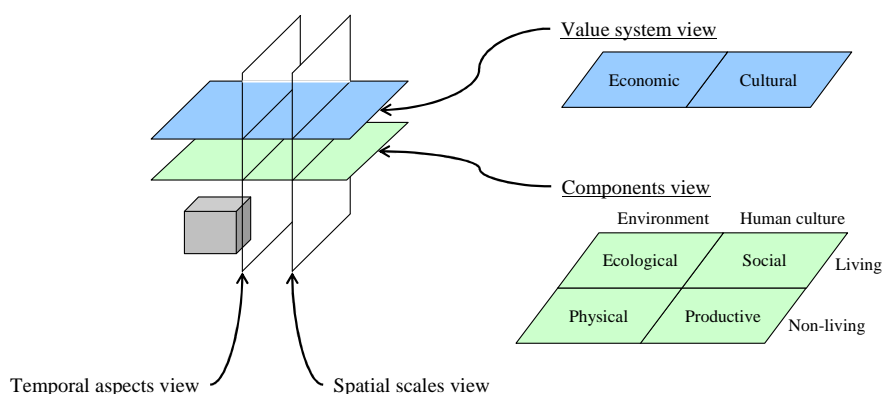 Value system view
Economic Cultural
Components view
Environment Human culture
Ecological Social Living
Physical Productive Non-living
Temporal aspects view Spatial scales view